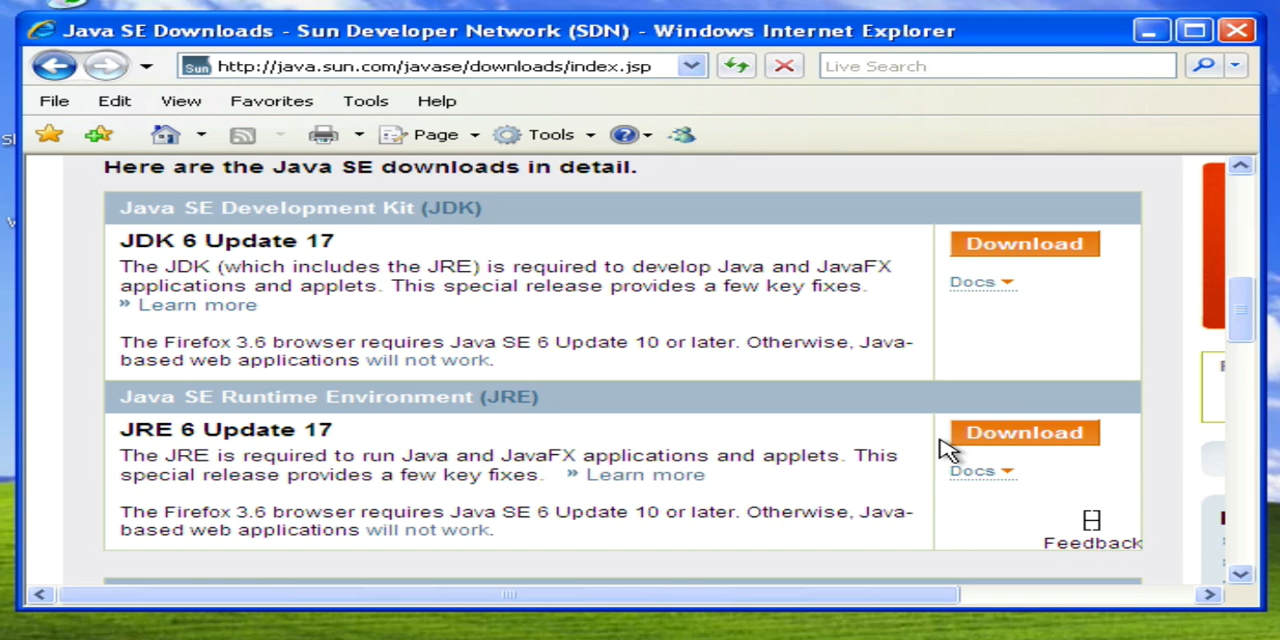 Java SE Downloads - Sun Developer Network (SDN) - Windows Internet Explorer
Sun http://java.sun.com/javase/downloads/index.jsp Live Search
File Edit View Favorites Tools Help
Page Tools
Here are the Java SE downloads in detail.
Java SE Development Kit (JDK)
JDK 6 Update 17
Download
The JDK (which includes the JRE) is required to develop Java and JavaFX
applications and applets. This special release provides a few key fixes.
Docs
» Learn more
The Firefox 3.6 browser requires Java SE 6 Update 10 or later. Otherwise, Java-
based web applications will not work.
Java SE Runtime Environment (JRE)
JRE 6 Update 17
Download
The JRE is required to run Java and JavaFX applications and applets. This
special release provides a few key fixes. » Learn more
Docs
The Firefox 3.6 browser requires Java SE 6 Update 10 or later. Otherwise, Java-
based web applications will not work.
[-]
Feedback